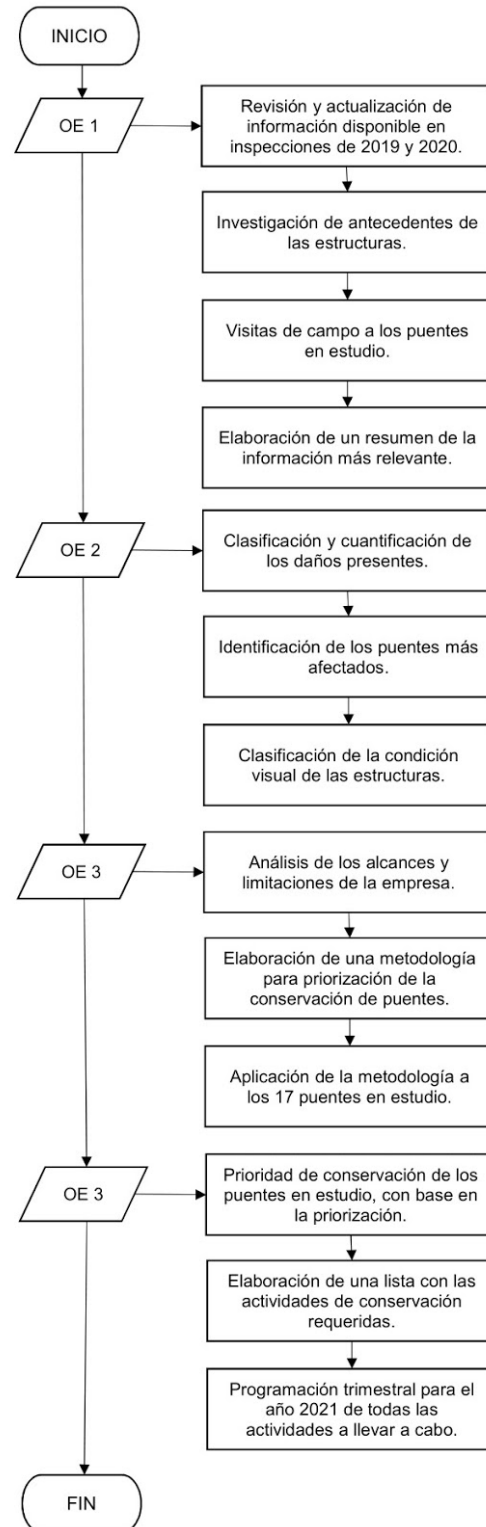 INICIO
OE 1
Revisión y actualización de
información disponible en
inspecciones de 2019 y 2020.
Investigación de antecedentes de
las estructuras.
Visitas de campo a los puentes
en estudio.
Elaboración de un resumen de la
información más relevante.
OE 2
Clasificación y cuantificación de
los daños presentes.
Identificación de los puentes más
afectados.
Clasificación de la condición
visual de las estructuras.
OE 3
Análisis de los alcances y
limitaciones de la empresa.
Elaboración de una metodología
para priorización de la
conservación de puentes.
Aplicación de la metodología a
los 17 puentes en estudio.
OE 3
Prioridad de conservación de los
puentes en estudio, con base en
la priorización.
Elaboración de una lista con las
actividades de conservación
requeridas.
Programación trimestral para el
año 2021 de todas las
actividades a llevar a cabo.
FIN